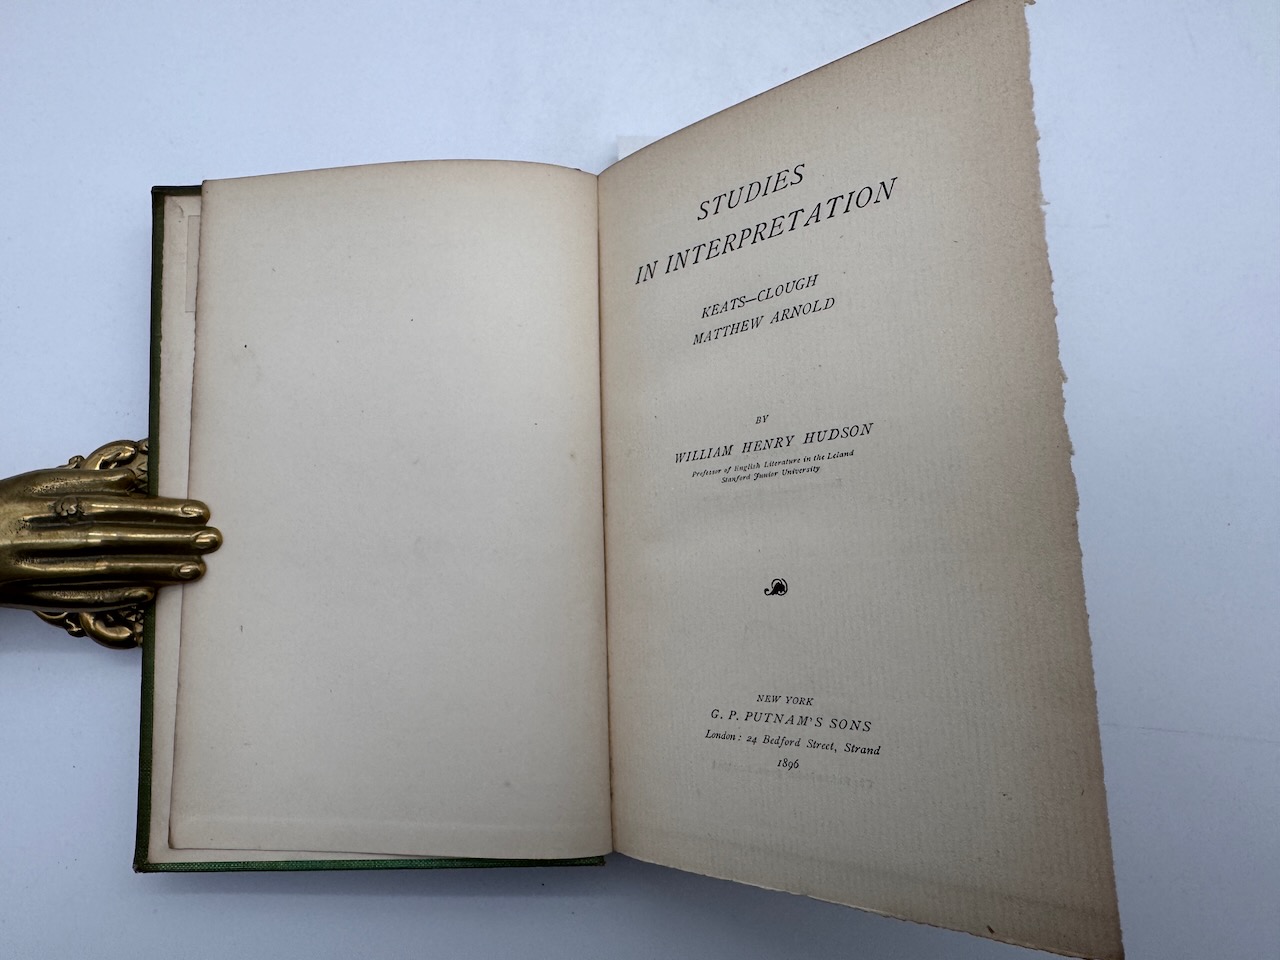 STUDIES
IN INTERPRETATION
KEATS—CLOUGH
MATTHEW ARNOLD
BY
WILLIAM HENRY HUDSON
Professor of English Literature in the Leland
Stanford Junior University
NEW YORK
G. P. PUTNAM'S SONS
London: 24 Bedford Street, Strand
1896